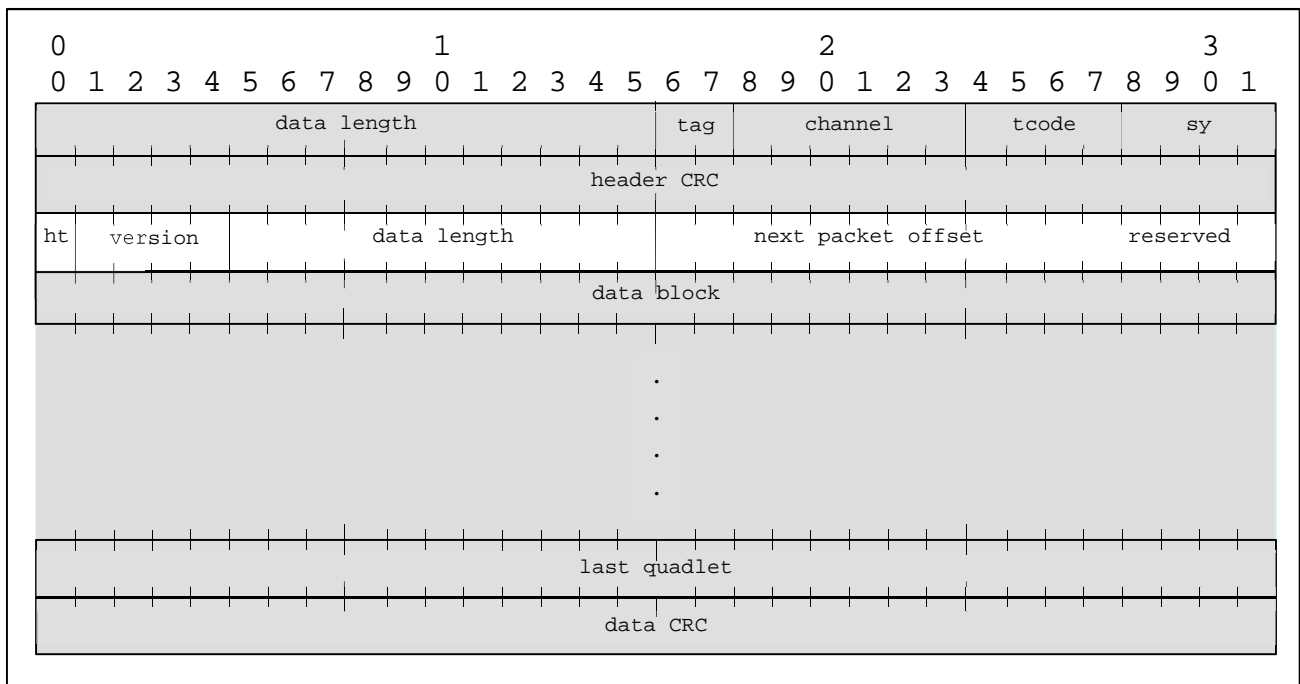 0 1 2 3
0 1 2 3 4 5 6 7 8 9 0 1 2 3 4 5 6 7 8 9 0 1 2 3 4 5 6 7 8 9 0 1
data length tag channel tcode sy
header CRC
ht version data length next packet offset reserved
data block
.
.
.
.
last quadlet
data CRC